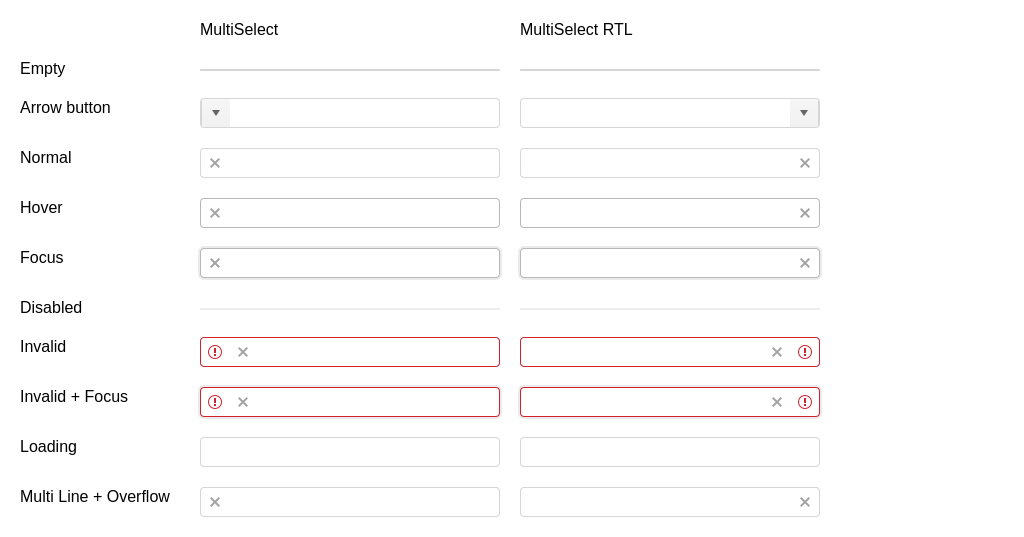 MultiSelect
MultiSelect RTL
Empty
Arrow button
Normal
Hover
Focus
Disabled
Invalid
Invalid + Focus
Loading
Multi Line + Overflow